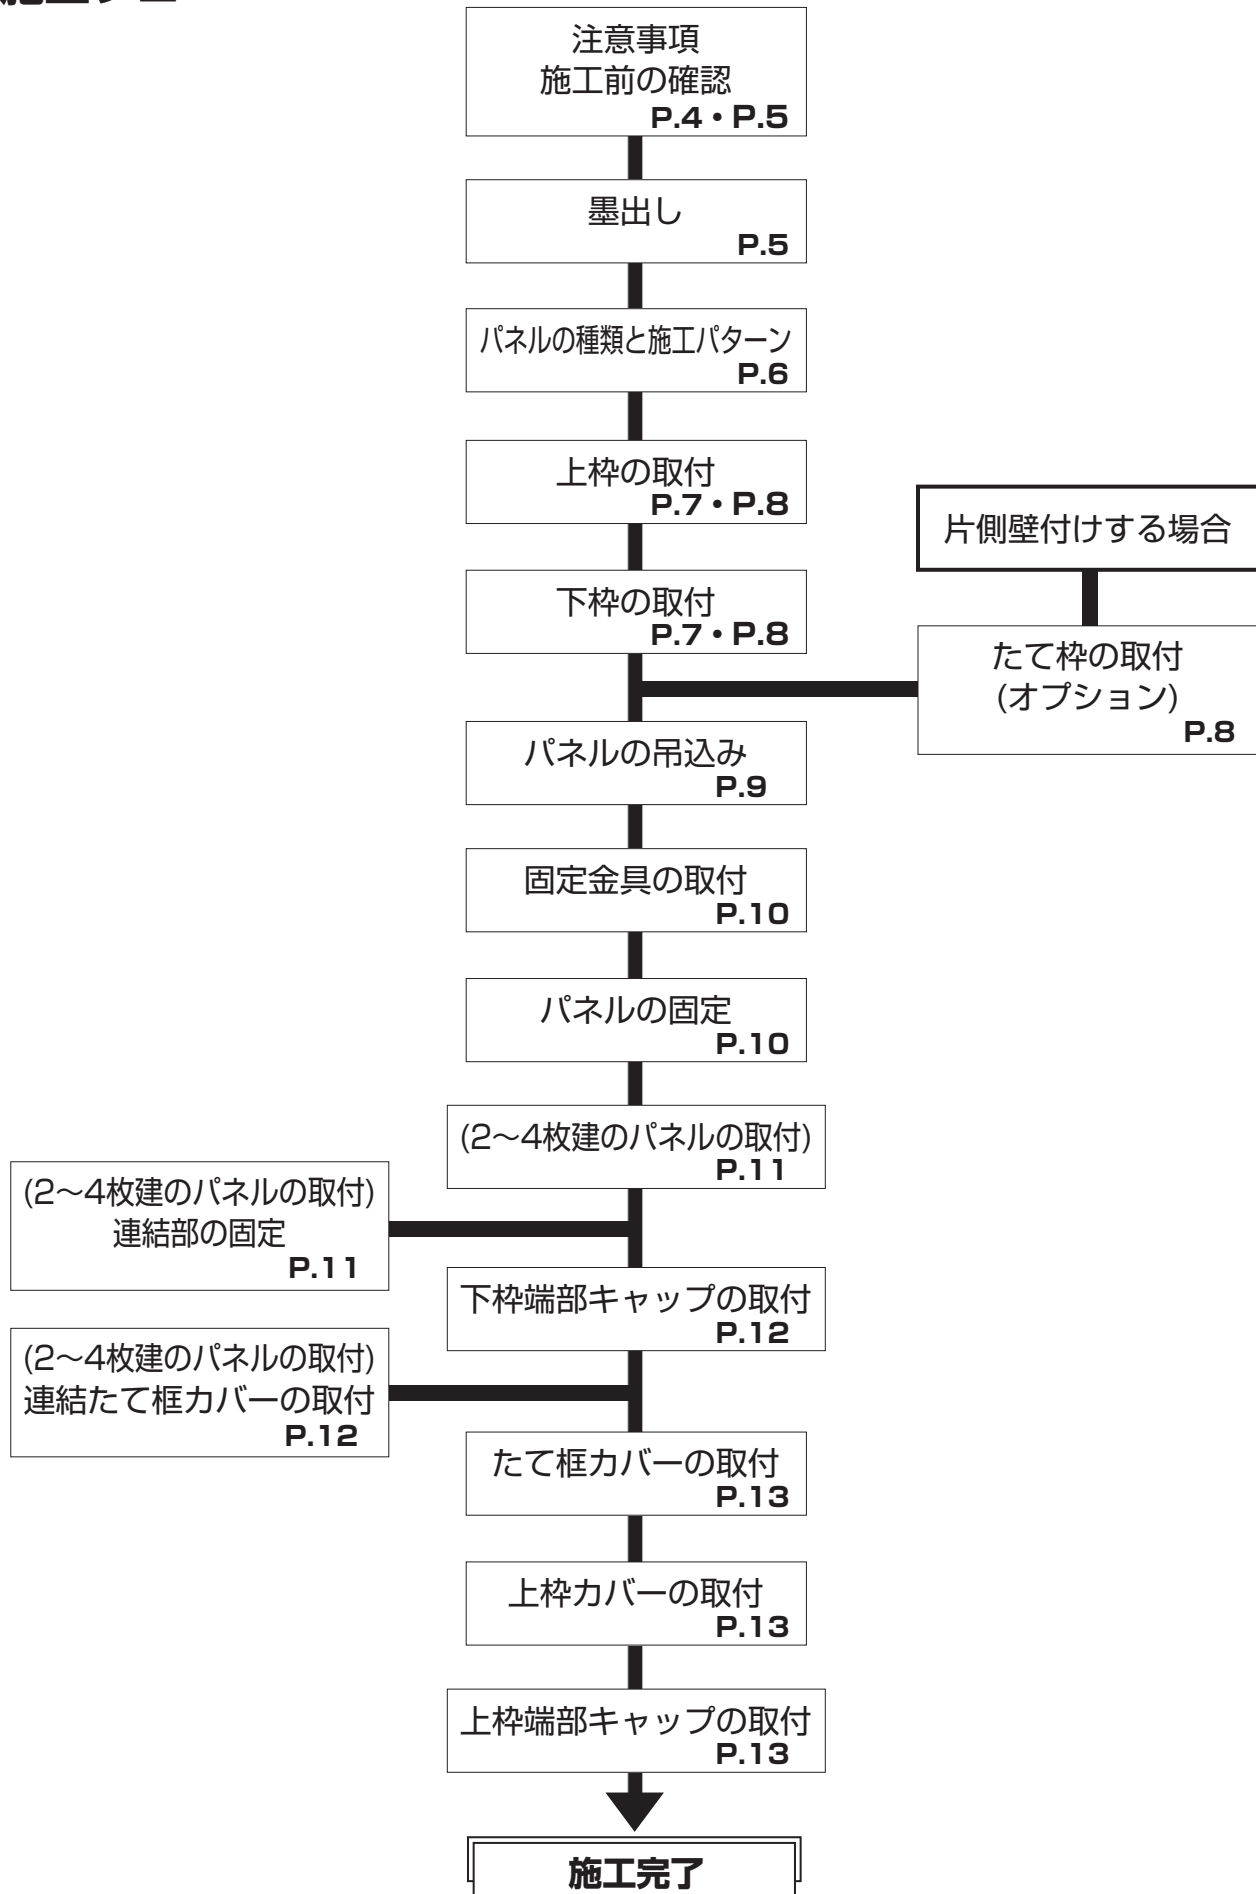 注意事項
施工前の確認
P.4・P.5
墨出し
P.5
パネルの種類と施工パターン
P.6
上枠の取付
P.7・P.8
下枠の取付
P.7・P.8
片側壁付けする場合
たて枠の取付
(オプション)
P.8
パネルの吊込み
P.9
固定金具の取付
P.10
パネルの固定
P.10
(2～4枚建のパネルの取付)
P.11
(2～4枚建のパネルの取付)
連結部の固定
P.11
下枠端部キャップの取付
P.12
(2～4枚建のパネルの取付)
連結たて框カバーの取付
P.12
たて框カバーの取付
P.13
上枠カバーの取付
P.13
上枠端部キャップの取付
P.13
施工完了